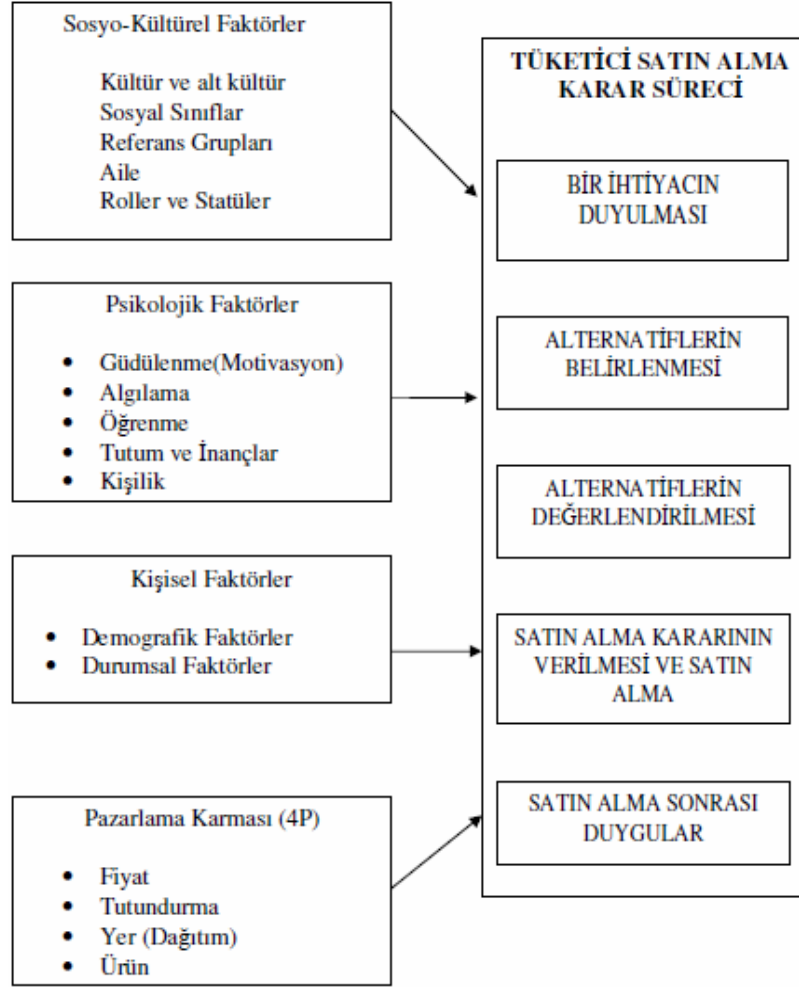 Sosyo-Kültürel Faktörler
Kültür ve alt kültür
Sosyal Sınıflar
Referans Grupları
Aile
Roller ve Statüler
Psikolojik Faktörler
• Güdülenme(Motivasyon)
• Algılama
• Öğrenme
• Tutum ve İnançlar
• Kişilik
Kişisel Faktörler
• Demografik Faktörler
• Durumsal Faktörler
Pazarlama Karması (4P)
• Fiyat
• Tutundurma
• Yer (Dağıtım)
• Ürün
TÜKETİCİ SATIN ALMA
KARAR SÜRECİ
BİR İHTİYACIN
DUYULMASI
ALTERNATİFLERİN
BELİRLENMESİ
ALTERNATİFLERİN
DEĞERLENDİRİLMESİ
SATIN ALMA KARARININ
VERİLMESİ VE SATIN
ALMA
SATIN ALMA SONRASI
DUYGULAR